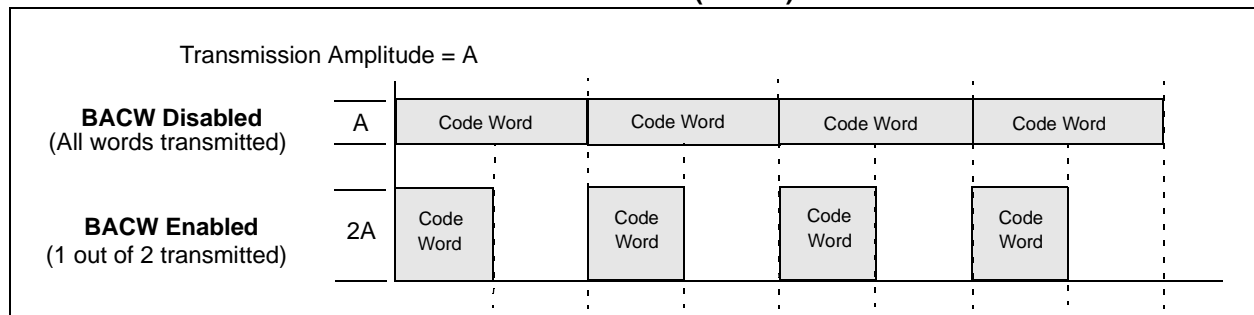 Transmission Amplitude = A
BACW Disabled
(All words transmitted)
A
Code Word
Code Word
Code Word
Code Word
BACW Enabled
(1 out of 2 transmitted)
2A
Code
Word
Code
Word
Code
Word
Code
Word